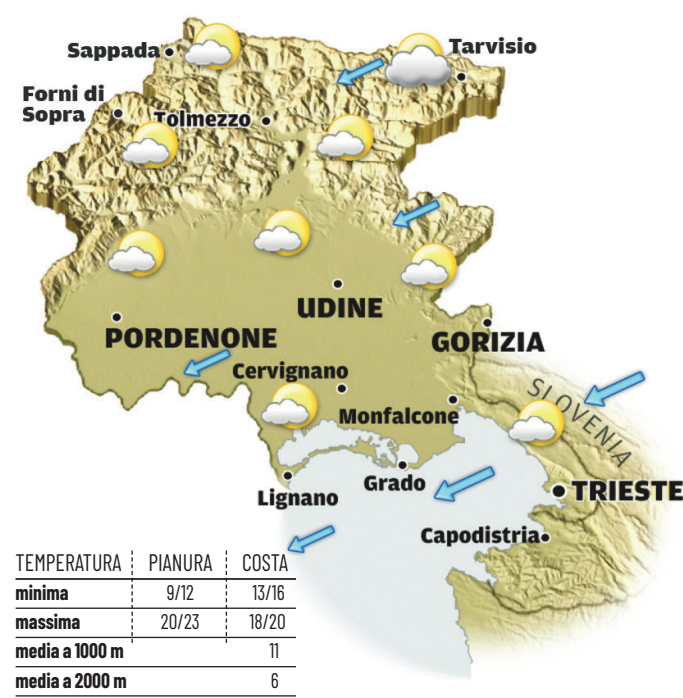 Sappada
Tarvisio
Forni di
Sopra
Tolmezzo
UDINE
PORDENONE
GORIZIA
Cervignano
SLOVENIA
Monfalcone
Grado
Lignano
TRIESTE
Capodistria
TEMPERATURA PIANURA COSTA
minima 9/12 13/16
massima 20/23 18/20
media a 1000 m 11
media a 2000 m 6